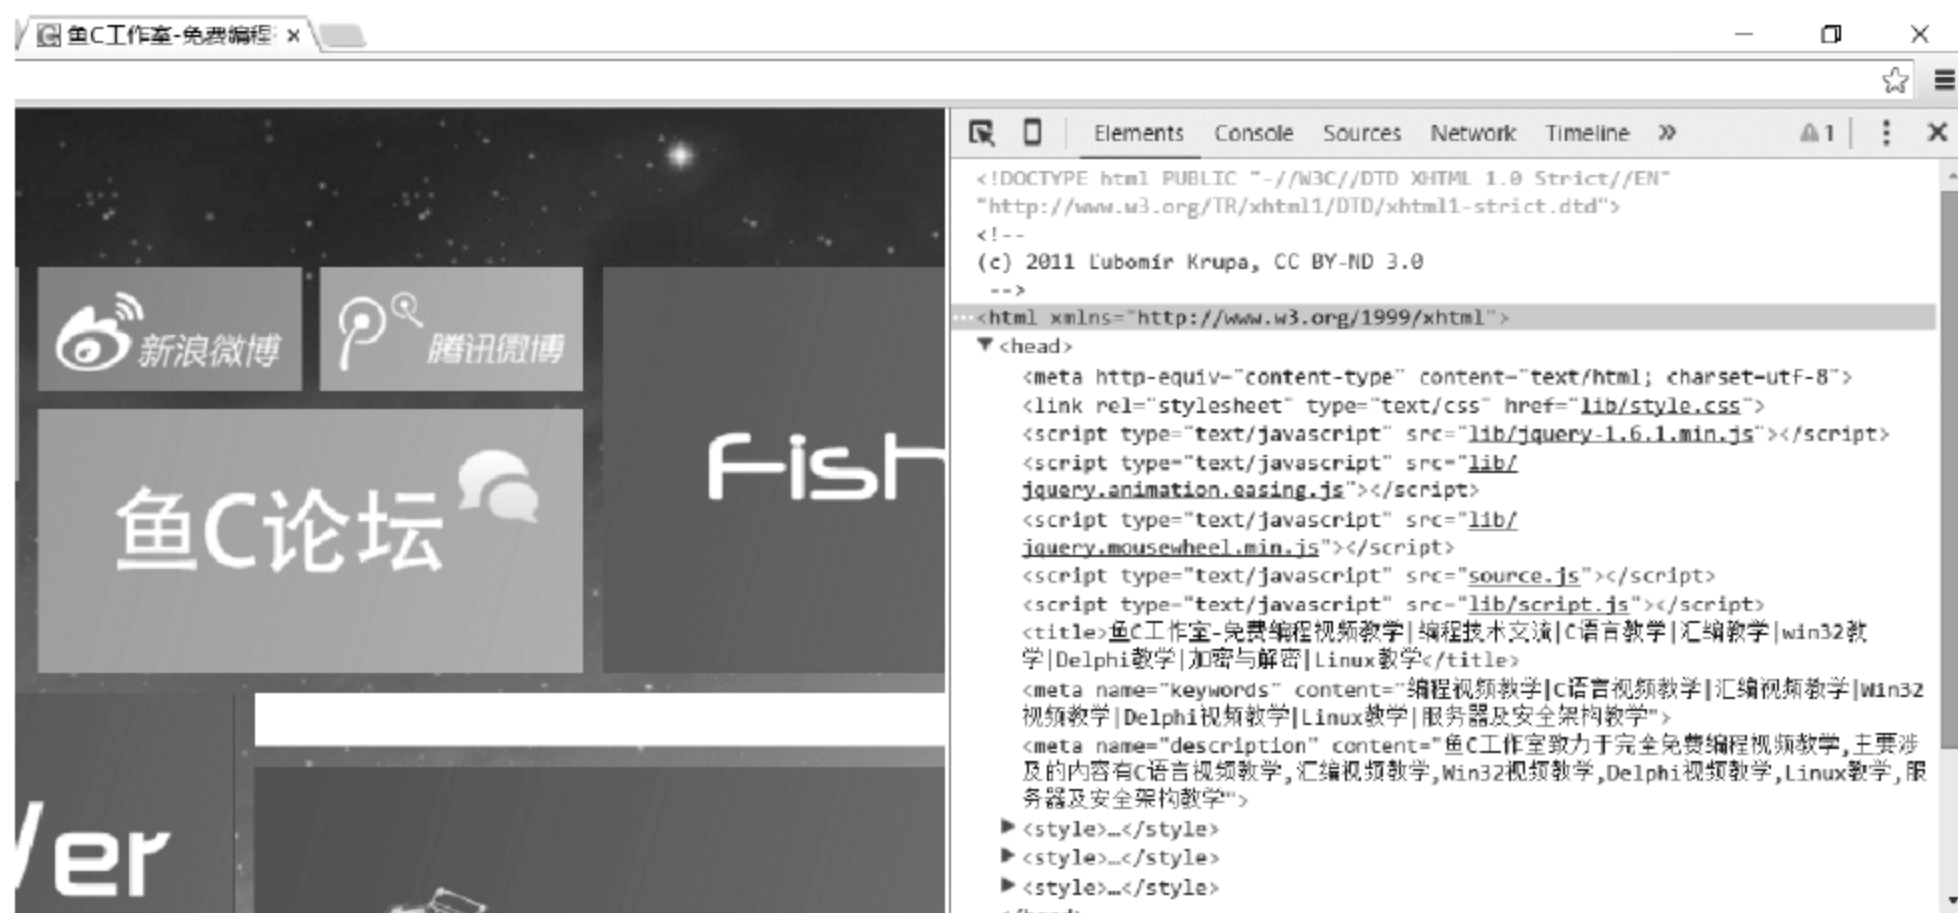 鱼C工作室-免费编程
新浪微博
腾讯微博
鱼C论坛
Fish
ver
Elements Console Sources Network Timeline » 1
<!DOCTYPE html PUBLIC "-//W3C//DTD XHTML 1.0 Strict//EN"
"http://www.w3.org/TR/xhtml1/DTD/xhtml1-strict.dtd">
<!--
(c) 2011 Ľubomír Krupa, CC BY-ND 3.0
-->
…<html xmlns="http://www.w3.org/1999/xhtml">
▼<head>
<meta http-equiv="content-type" content="text/html; charset=utf-8">
<link rel="stylesheet" type="text/css" href="lib/style.css">
<script type="text/javascript" src="lib/jquery-1.6.1.min.js"></script>
<script type="text/javascript" src="lib/
jquery.animation.easing.js"></script>
<script type="text/javascript" src="lib/
jquery.mousewheel.min.js"></script>
<script type="text/javascript" src="source.js"></script>
<script type="text/javascript" src="lib/script.js"></script>
<title>鱼C工作室-免费编程视频教学|编程技术交流|C语言教学|汇编教学|win32教
学|Delphi教学|加密与解密|Linux教学</title>
<meta name="keywords" content="编程视频教学|C语言视频教学|汇编视频教学|Win32
视频教学|Delphi视频教学|Linux教学|服务器及安全架构教学">
<meta name="description" content="鱼C工作室致力于完全免费编程视频教学,主要涉
及的内容有C语言视频教学,汇编视频教学,Win32视频教学,Delphi视频教学,Linux教学,服
务器及安全架构教学">
▶<style>…</style>
▶<style>…</style>
▶<style>…</style>
</head>